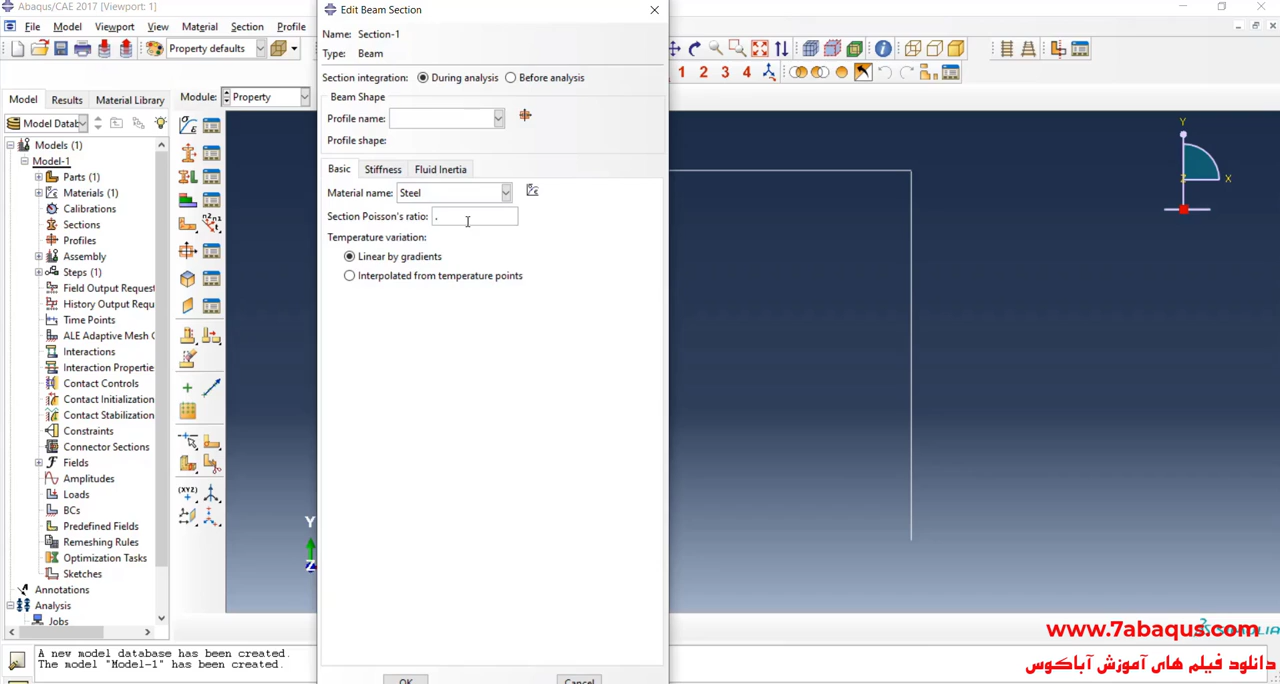 Abaqus/CAE 2017 [Viewport: 1]
File Model Viewport View Material Section Profile
Property defaults
1 2 3 4
Model Results Material Library Module: Property
Model Datab
Models (1)
Model-1
Parts (1)
Materials (1)
Calibrations
Sections
Profiles
Assembly
Steps (1)
Field Output Request
History Output Requ
Time Points
ALE Adaptive Mesh C
Interactions
Interaction Propertie
Contact Controls
Contact Initialization
Contact Stabilization
Constraints
Connector Sections
Fields
Amplitudes
Loads
BCs
Predefined Fields
Remeshing Rules
Optimization Tasks
Sketches
Annotations
Analysis
Jobs
Edit Beam Section
Name: Section-1
Type: Beam
Section integration: During analysis Before analysis
Beam Shape
Profile name:
Profile shape:
Basic Stiffness Fluid Inertia
Material name: Steel
Section Poisson's ratio: .
Temperature variation:
Linear by gradients
Interpolated from temperature points
OK Cancel
Y
X
Z
Y
Z
A new model database has been created.
The model "Model-1" has been created.
www.7abaqus.com
دانلود فیلم های آموزش آباکوس